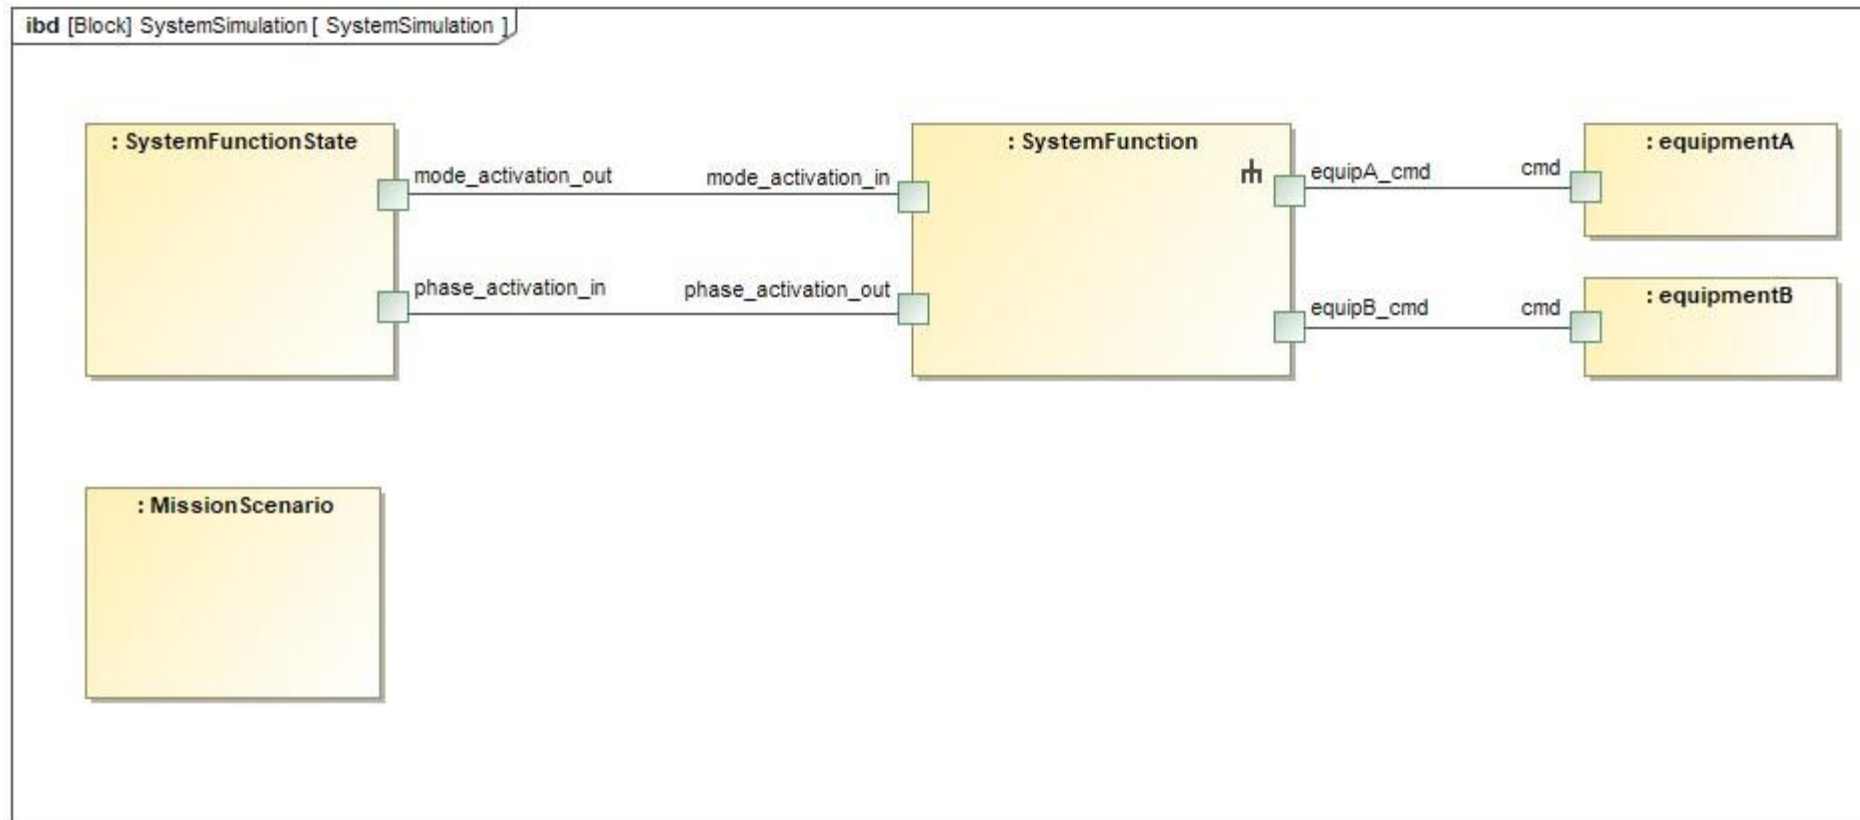 ibd [Block] SystemSimulation [ SystemSimulation ]
: SystemFunctionState
: SystemFunction
: equipmentA
mode_activation_out
mode_activation_in
equipA_cmd
cmd
phase_activation_in
phase_activation_out
equipB_cmd
cmd
: equipmentB
: MissionScenario